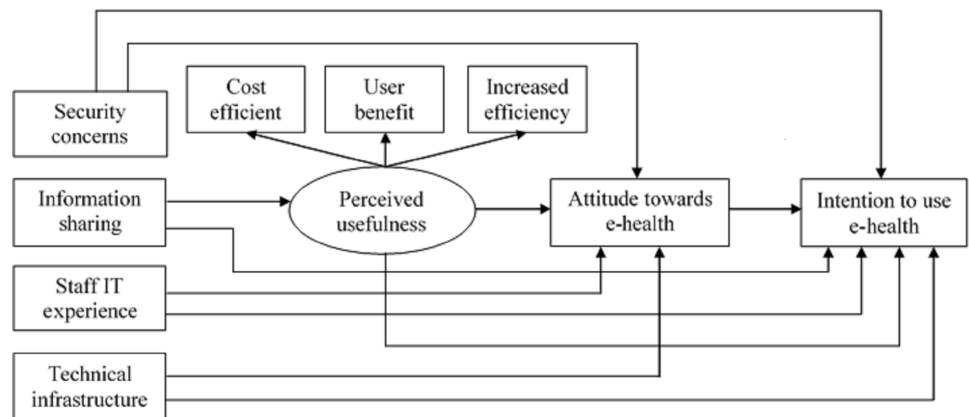 Security
concerns
Cost
efficient
User
benefit
Increased
efficiency
Information
sharing
Perceived
usefulness
Attitude towards
e-health
Intention to use
e-health
Staff IT
experience
Technical
infrastructure